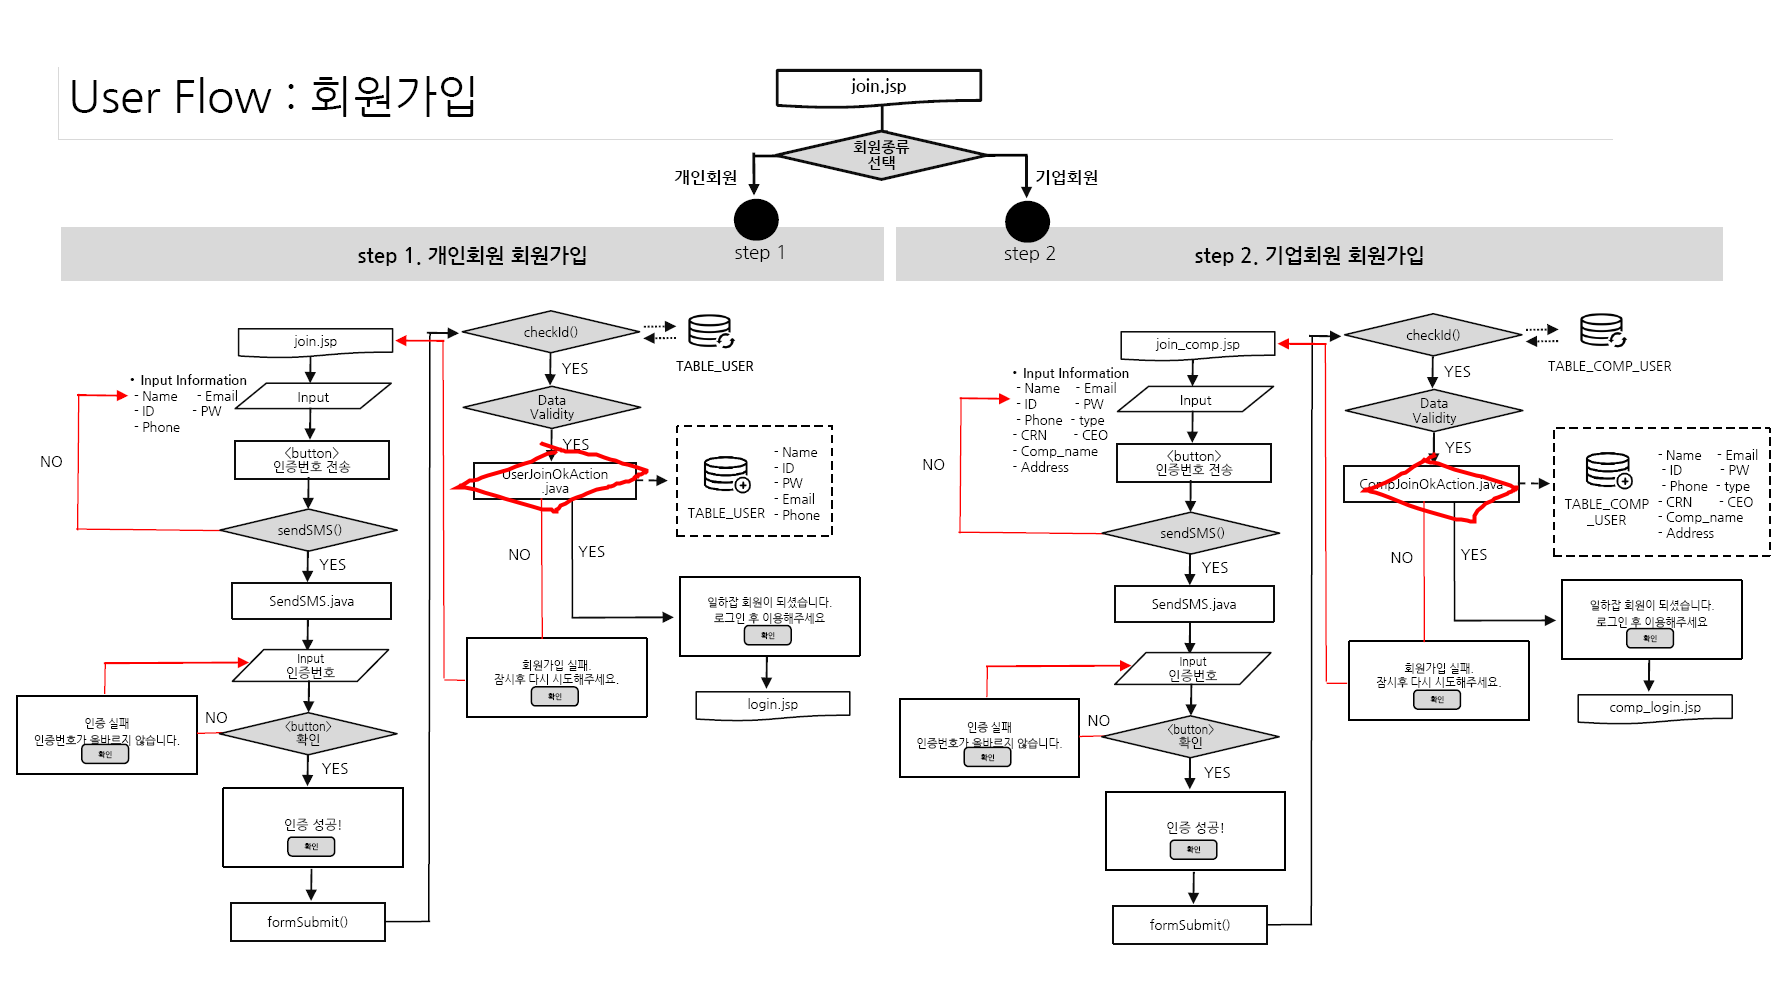 User Flow : 회원가입
join.jsp
회원종류
선택
개인회원
기업회원
step 1
step 2
step 1. 개인회원 회원가입
join.jsp
• Input Information
- Name - Email
- ID - PW
- Phone
Input
<button>
인증번호 전송
NO
sendSMS()
YES
SendSMS.java
Input
인증번호
인증 실패
인증번호가 올바르지 않습니다.
확인
NO
<button>
확인
YES
인증 성공!
확인
formSubmit()
checkId()
TABLE_USER
YES
Data
Validity
YES
UserJoinOkAction
.java
TABLE_USER
- Name
- ID
- PW
- Email
- Phone
NO
YES
일하잡 회원이 되셨습니다.
로그인 후 이용해주세요
확인
회원가입 실패.
잠시후 다시 시도해주세요.
확인
login.jsp
step 2. 기업회원 회원가입
join_comp.jsp
• Input Information
- Name - Email
- ID - PW
- Phone - type
- CRN - CEO
- Comp_name
- Address
Input
<button>
인증번호 전송
NO
sendSMS()
YES
SendSMS.java
Input
인증번호
인증 실패
인증번호가 올바르지 않습니다.
확인
NO
<button>
확인
YES
인증 성공!
확인
formSubmit()
checkId()
TABLE_COMP_USER
YES
Data
Validity
YES
CompJoinOkAction.java
TABLE_COMP
_USER
- Name - Email
- ID - PW
- Phone - type
- CRN - CEO
- Comp_name
- Address
NO
YES
일하잡 회원이 되셨습니다.
로그인 후 이용해주세요
확인
회원가입 실패.
잠시후 다시 시도해주세요.
확인
comp_login.jsp